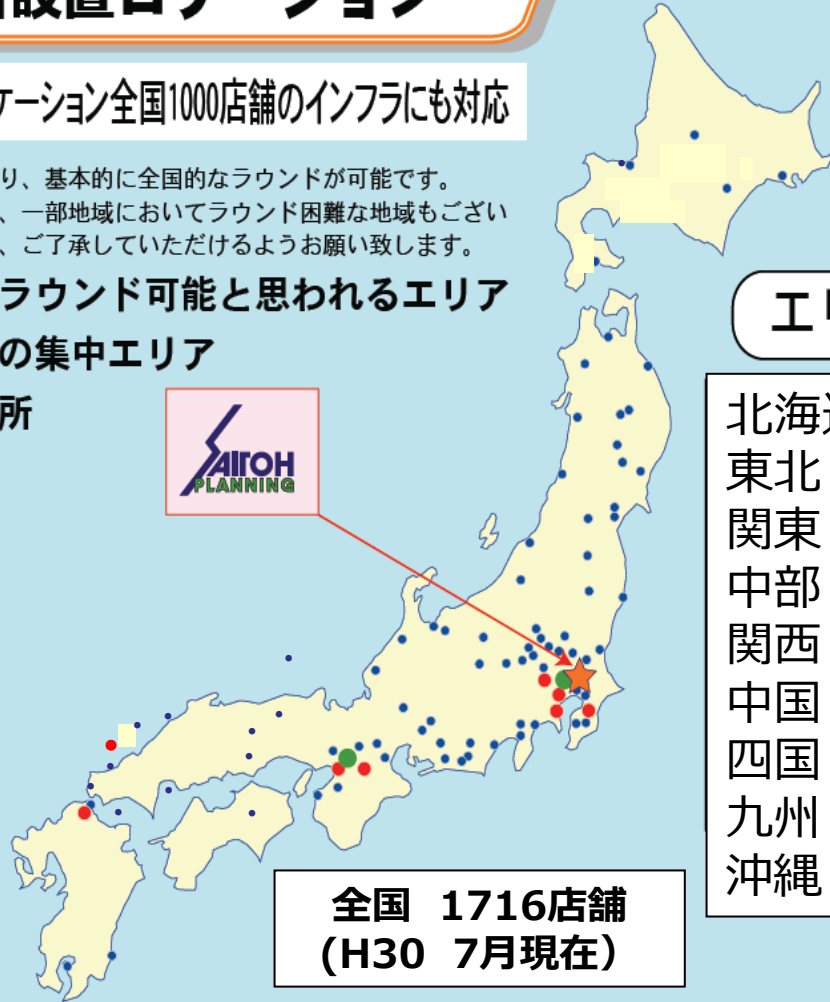 設置ロケーション
ケーション全国1000店舗のインフラにも対応
り、基本的に全国的なラウンドが可能です。
、一部地域においてラウンド困難な地域もござい
、ご了承していただけるようお願い致します。
ラウンド可能と思われるエリア
の集中エリア
所
SAITOH
PLANNING
エリ
北海道
東北
関東
中部
関西
中国
四国
九州
沖縄
全国 1716店舗
(H30 7月現在）